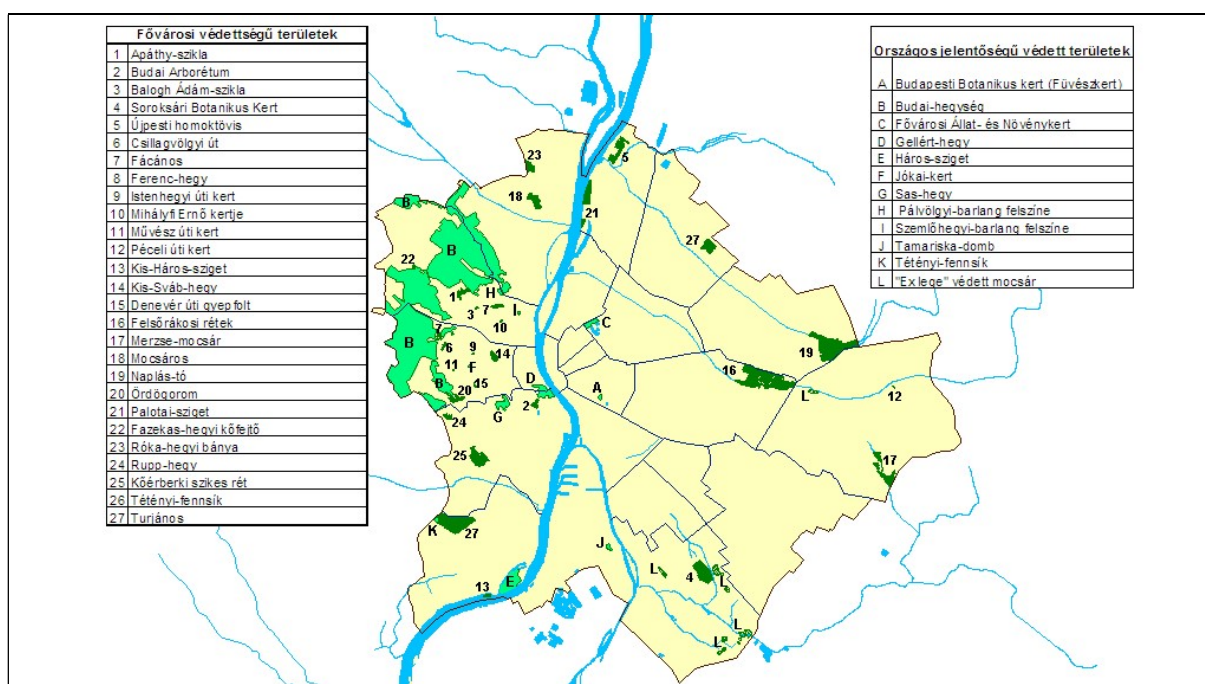 Fővárosi védettségű területek
1 Apáthy-szikla
2 Budai Arborétum
3 Balogh Ádám-szikla
4 Soroksári Botanikus Kert
5 Újpesti homoktövis
6 Csillagvölgyi út
7 Fácános
8 Ferenc-hegy
9 Istenhegyi úti kert
10 Mihályfi Ernő kertje
11 Művész úti kert
12 Péceli úti kert
13 Kis-Háros-sziget
14 Kis-Sváb-hegy
15 Denevér úti gyepfolt
16 Felsőrákosi rétek
17 Merzse-mocsár
18 Mocsáros
19 Naplás-tó
20 Ördögorom
21 Palotai-sziget
22 Fazekas-hegyi kőfejtő
23 Róka-hegyi bánya
24 Rupp-hegy
25 Kőérberki szikes rét
26 Tétényi-fennsík
27 Turjános
Országos jelentőségű védett területek
A Budapesti Botanikus kert (Füvészkert)
B Budai-hegység
C Fővárosi Állat- és Növénykert
D Gellért-hegy
E Háros-sziget
F Jókai-kert
G Sas-hegy
H Pálvölgyi-barlang felszíne
I Szemlőhegyi-barlang felszíne
J Tamariska-domb
K Tétényi-fennsík
L "Ex lege" védett mocsár
23
5
18
B
21
27
B
22
H
1
3
7
I
10
C
7
6
9
B
14
19
11
F
16
B
15
D
A
L
12
20
G
2
24
25
17
K
27
J
L
4
L
13
E
L
L